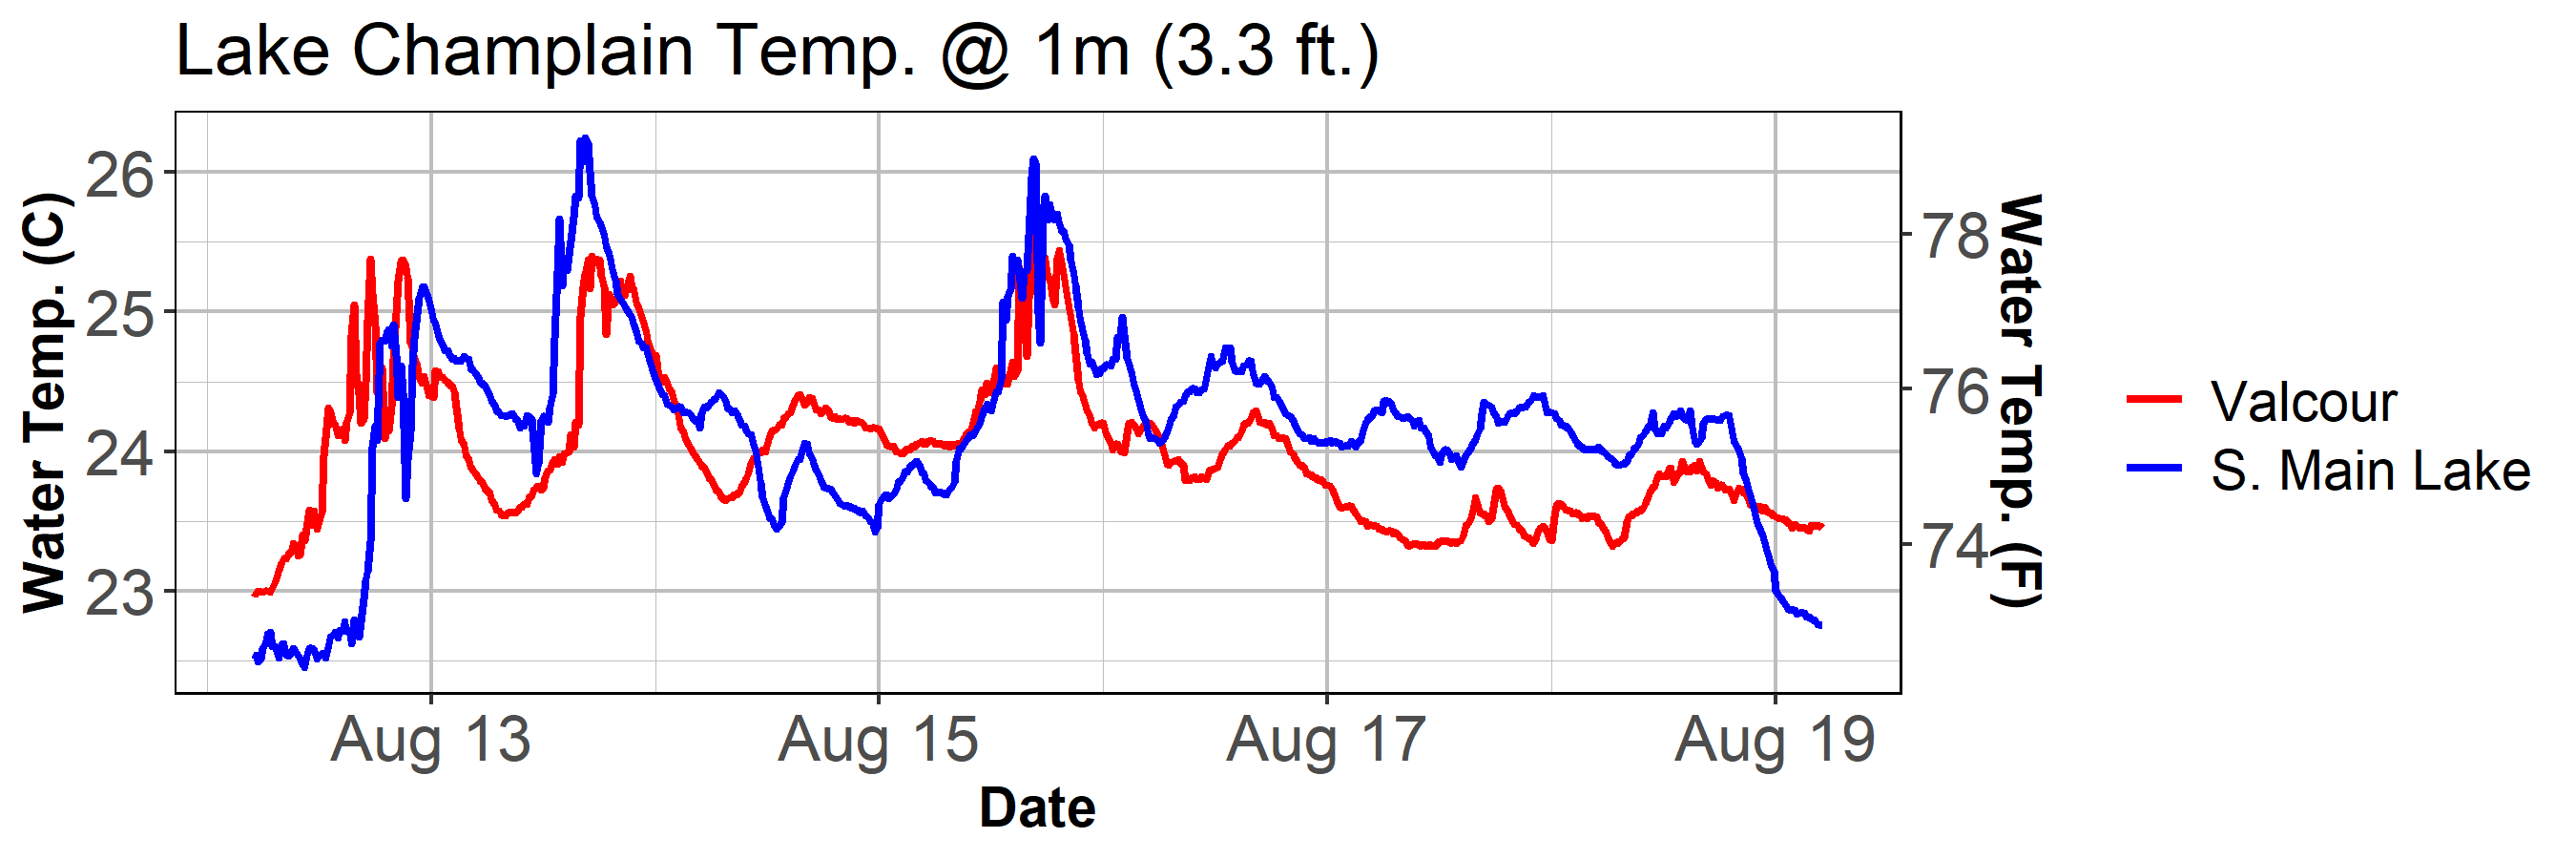 Lake Champlain Temp. @ 1m (3.3 ft.)
Water Temp. (C)
26
25
24
23
78
76
74
Water Temp. (F)
Aug 13
Aug 15
Aug 17
Aug 19
Date
Valcour
S. Main Lake